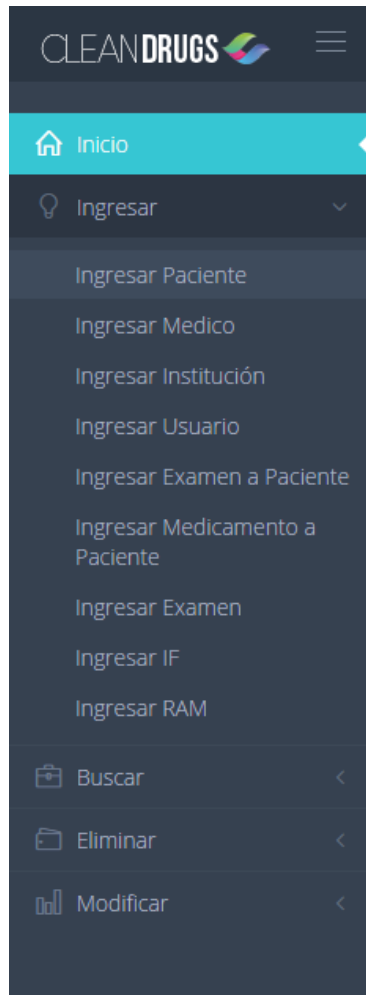 CLEANDRUGS
Inicio
Ingresar
Ingresar Paciente
Ingresar Medico
Ingresar Institución
Ingresar Usuario
Ingresar Examen a Paciente
Ingresar Medicamento a
Paciente
Ingresar Examen
Ingresar IF
Ingresar RAM
Buscar
Eliminar
Modificar